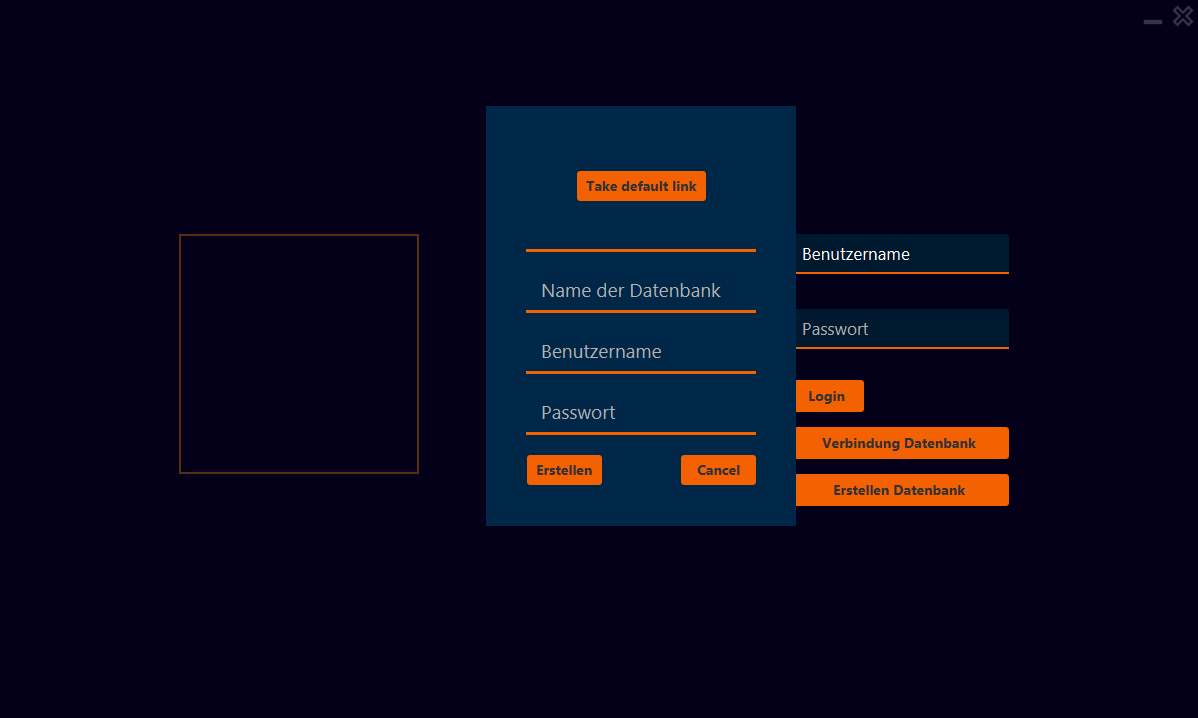 Take default link
Name der Datenbank
Benutzername
Passwort
Erstellen
Cancel
Benutzername
Passwort
Login
Verbindung Datenbank
Erstellen Datenbank